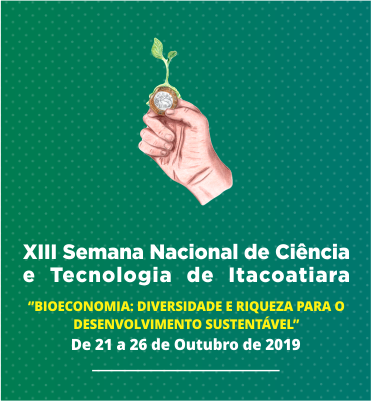 XIII Semana Nacional de Ciência
e Tecnologia de Itacoatiara
“BIOECONOMIA: DIVERSIDADE E RIQUEZA PARA O
DESENVOLVIMENTO SUSTENTÁVEL”
De 21 a 26 de Outubro de 2019